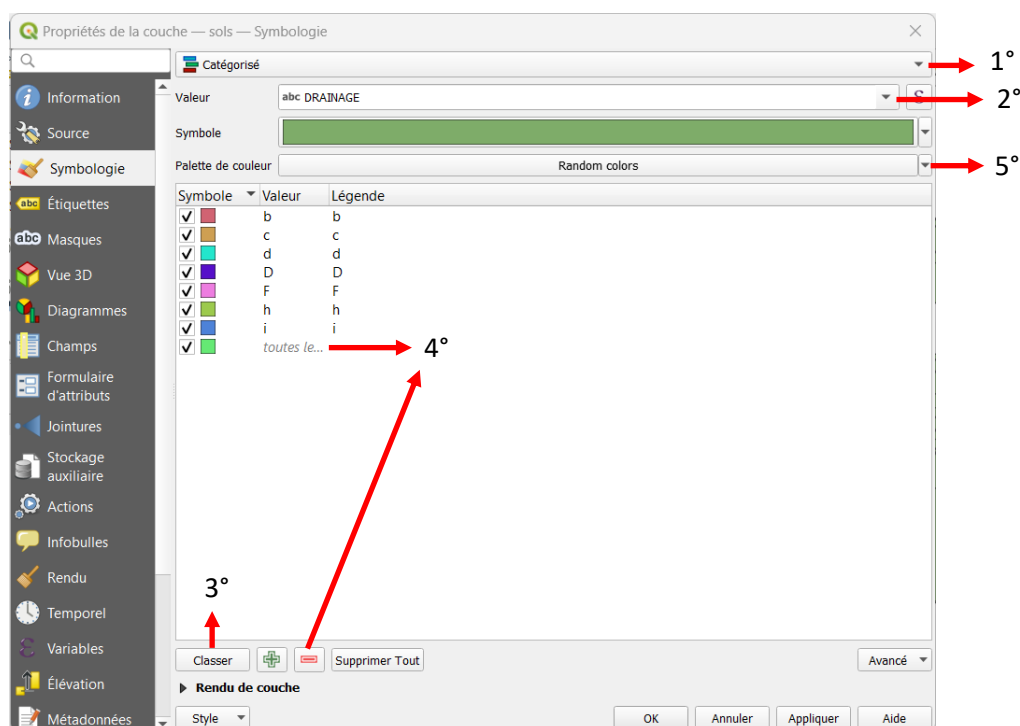 Propriétés de la couche — sols — Symbologie
Catégorisé
1°
Information
Valeur
abc DRAINAGE
ε
2°
Source
Symbole
Symbologie
Palette de couleur
Random colors
5°
abc Étiquettes
Symbole Valeur Légende
b b
abc Masques
c c
d d
Vue 3D
D D
F F
Diagrammes
h h
i i
Champs
toutes le...
4°
Formulaire
d'attributs
Jointures
Stockage
auxiliaire
Actions
Infobulles
Rendu
3°
Temporel
Variables
Classer
Supprimer Tout
Avancé
Élévation
Rendu de couche
Métadonnées
Style
OK
Annuler
Appliquer
Aide